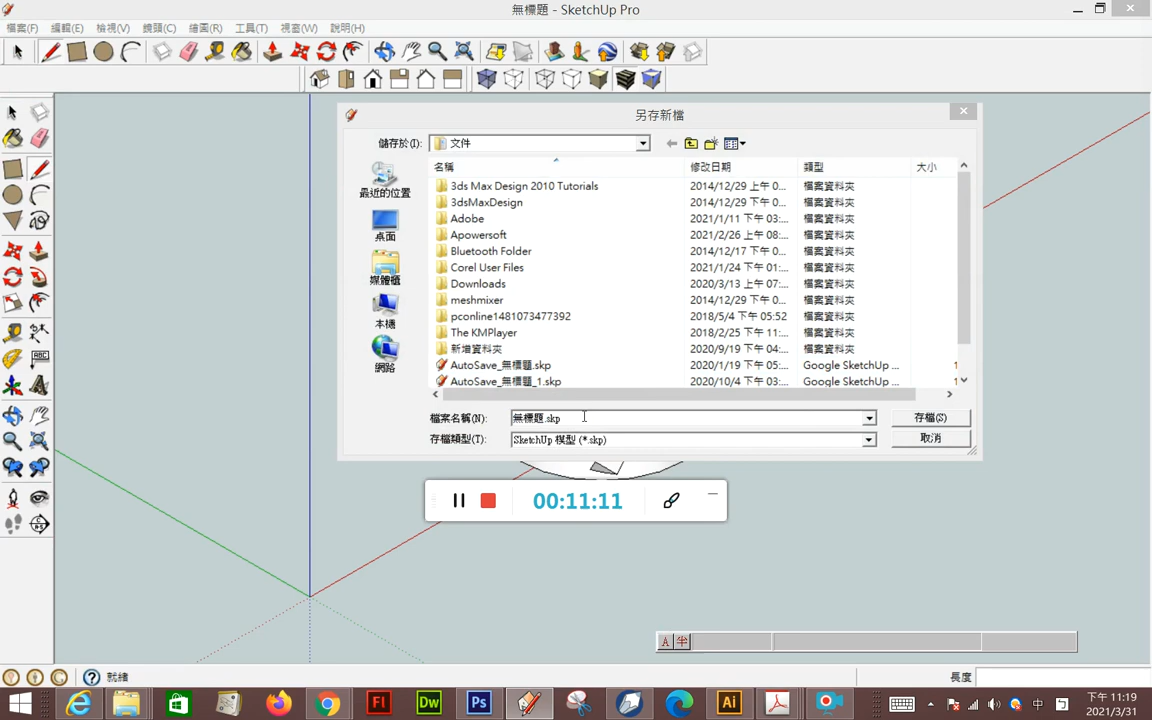 無標題 - SketchUp Pro
檔案(F) 編輯(E) 檢視(V) 鏡頭(C) 繪圖(R) 工具(T) 視窗(W) 說明(H)
另存新檔
儲存於(I): 文件
名稱 修改日期 類型 大小
3ds Max Design 2010 Tutorials 2014/12/29 上午 0... 檔案資料夾
3dsMaxDesign 2014/12/29 下午 0... 檔案資料夾
Adobe 2021/1/11 下午 03:... 檔案資料夾
Apowersoft 2021/2/26 上午 08:... 檔案資料夾
Bluetooth Folder 2014/12/17 下午 0... 檔案資料夾
Corel User Files 2021/1/24 下午 01:... 檔案資料夾
Downloads 2020/3/13 上午 07:... 檔案資料夾
meshmixer 2014/12/29 下午 0... 檔案資料夾
pconline1481073477392 2018/5/4 下午 05:52 檔案資料夾
The KMPlayer 2018/2/25 下午 11:... 檔案資料夾
新增資料夾 2020/9/19 下午 04:... 檔案資料夾
AutoSave_無標題.skp 2020/1/19 下午 05:... Google SketchUp ... 1
AutoSave_無標題_1.skp 2020/10/4 下午 03:... Google SketchUp ... 1
最近的位置
桌面
媒體櫃
本機
網路
檔案名稱(N): 無標題.skp 存檔(S)
存檔類型(T): SketchUp 模型 (*.skp) 取消
00:11:11
ABC
A 半
就緒 長度
Fl Dw Ps Ai 中 下午 11:19
2021/3/31